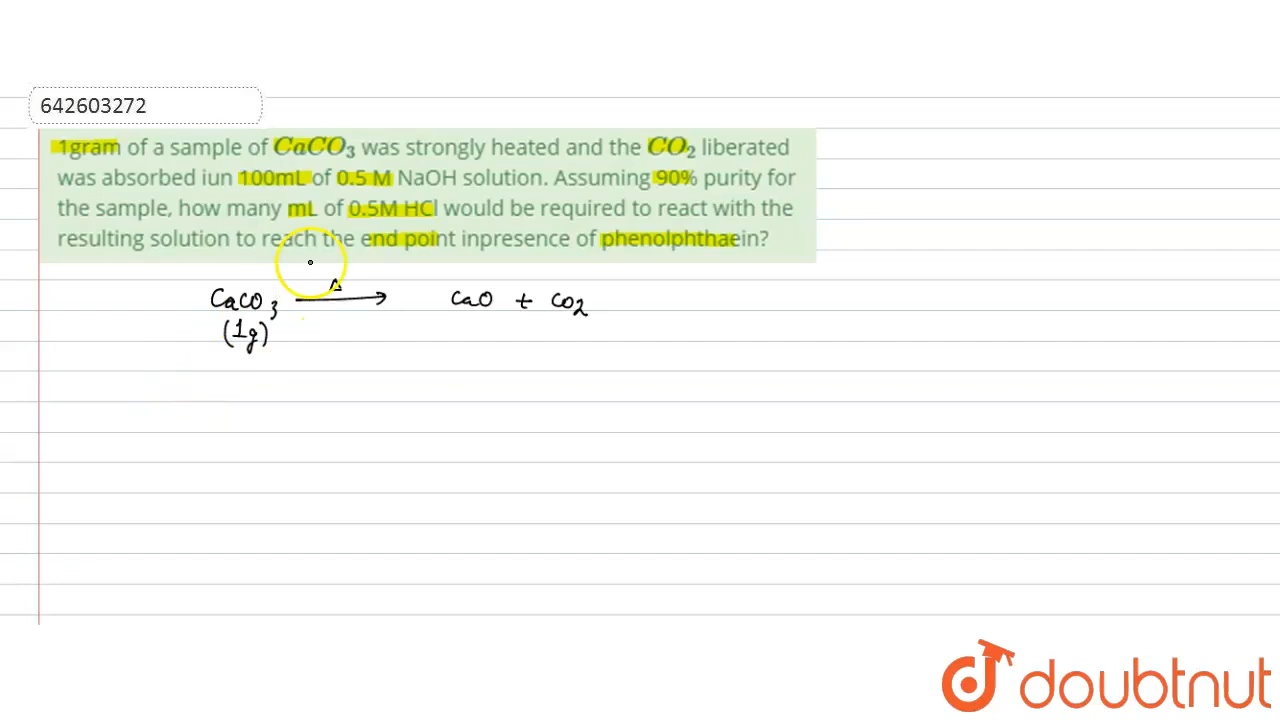 642603272
1gram of a sample of CaCO₃ was strongly heated and the CO₂ liberated
was absorbed iun 100mL of 0.5 M NaOH solution. Assuming 90% purity for
the sample, how many mL of 0.5M HCl would be required to react with the
resulting solution to reach the end point inpresence of phenolphthaein?
CaCO₃ Δ→ CaO + CO₂
(1g)
doubtnut